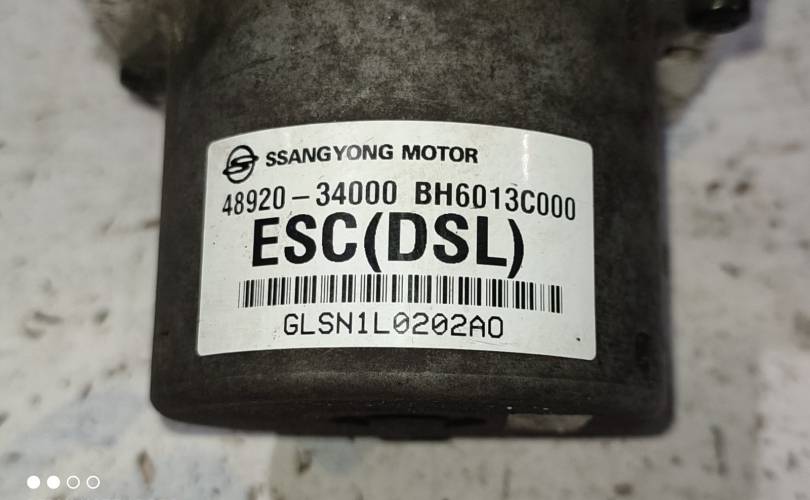 SSANGYONG MOTOR
48920-34000 BH6013C000
ESC(DSL)
GLSN1L0202A0